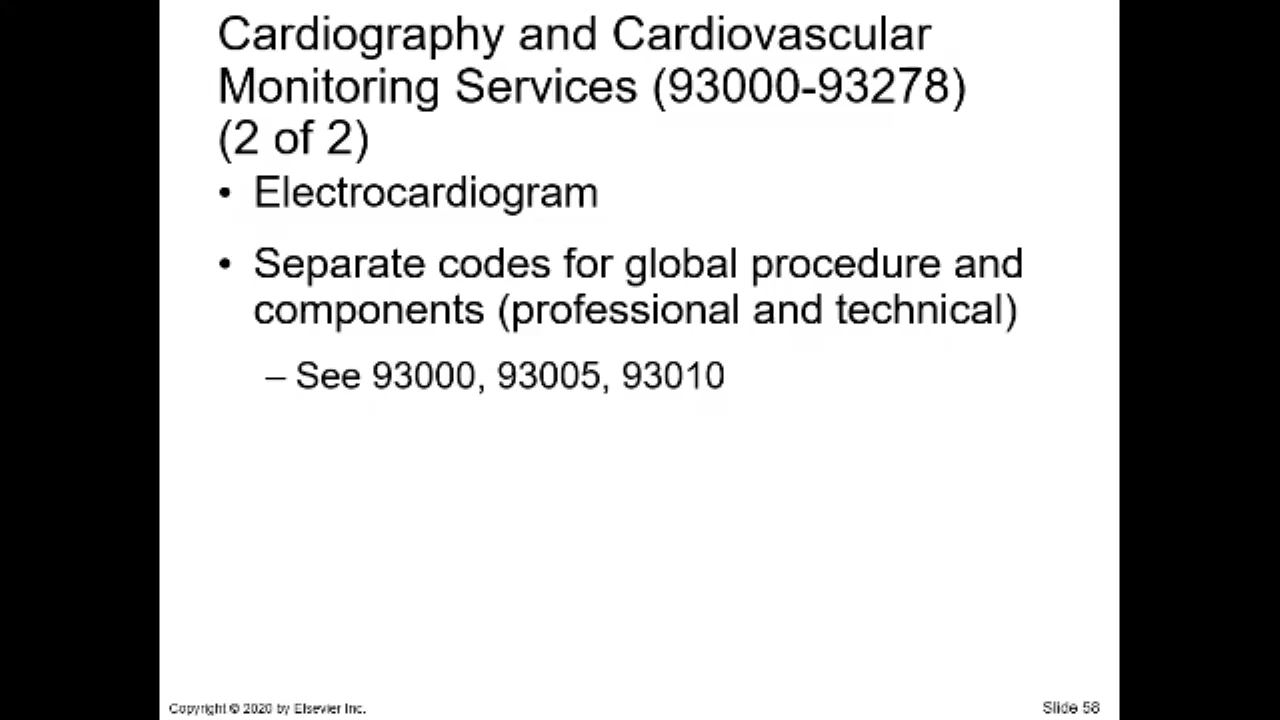 Cardiography and Cardiovascular
Monitoring Services (93000-93278)
(2 of 2)
• Electrocardiogram
• Separate codes for global procedure and
components (professional and technical)
– See 93000, 93005, 93010
Copyright © 2020 by Elsevier Inc.
Slide 58